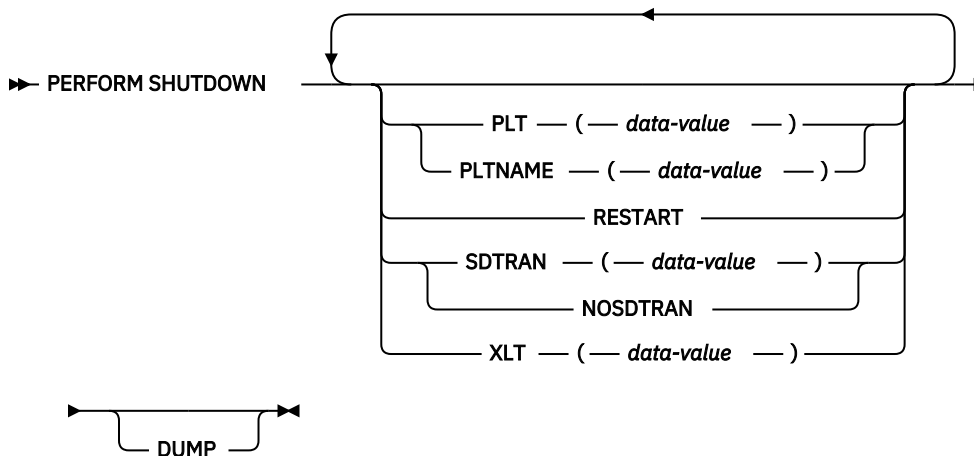 PERFORM SHUTDOWN
PLT ( data-value )
PLTNAME ( data-value )
RESTART
SDTRAN ( data-value )
NOSDTRAN
XLT ( data-value )
DUMP